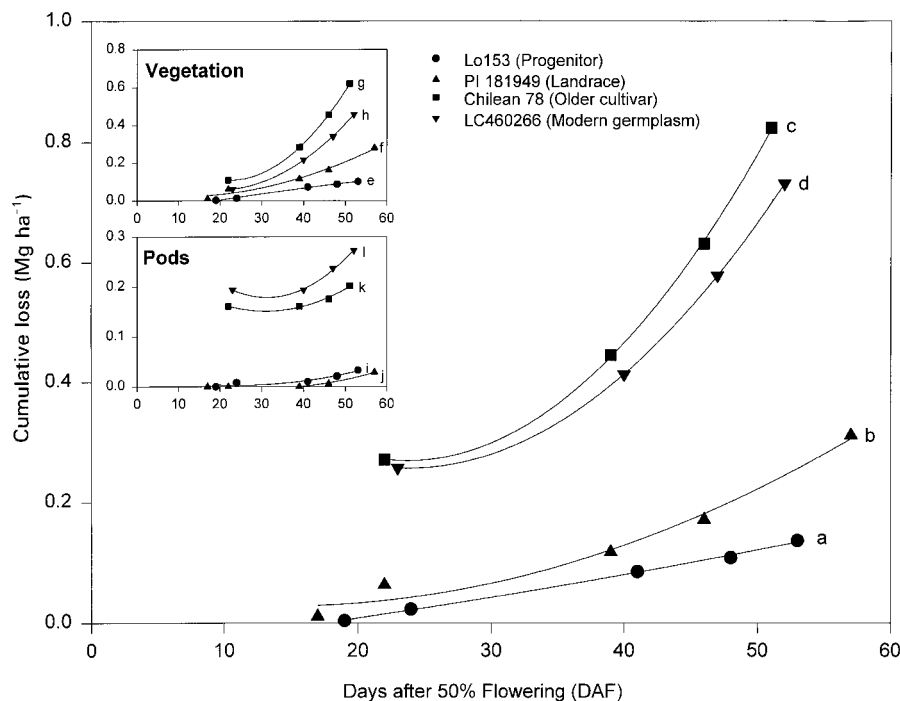 1.0
0.8
0.6
0.4
0.2
0.0
Cumulative loss (Mg ha⁻¹)
0 10 20 30 40 50 60
Days after 50% Flowering (DAF)
Lo153 (Progenitor)
PI 181949 (Landrace)
Chilean 78 (Older cultivar)
LC460266 (Modern germplasm)
c
d
b
a
Vegetation
0.8
0.6
0.4
0.2
0.0
g
h
f
e
0 10 20 30 40 50 60
Pods
0.3
0.2
0.1
0.0
l
k
i
j
0 10 20 30 40 50 60